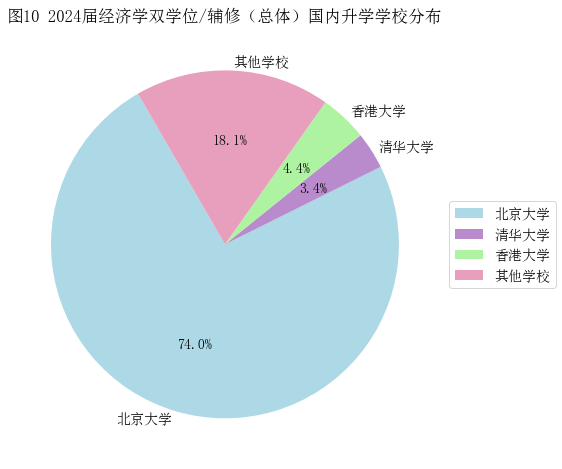 图10 2024届经济学双学位/辅修（总体）国内升学学校分布
其他学校
香港大学
清华大学
18.1%
4.4%
3.4%
74.0%
北京大学
北京大学
清华大学
香港大学
其他学校